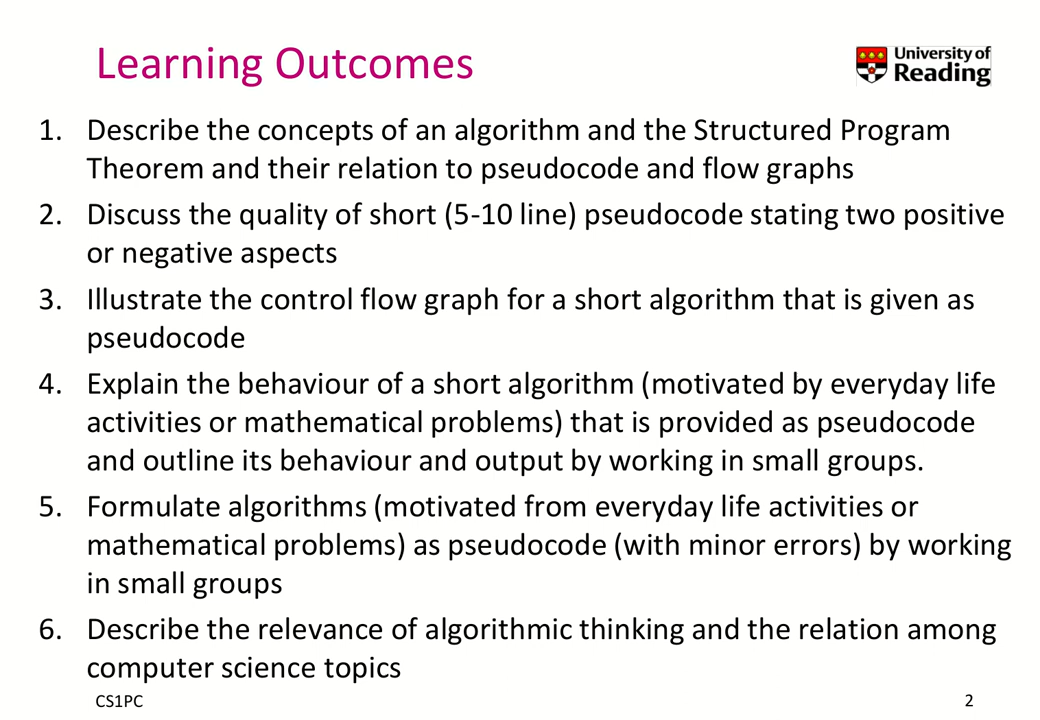 Learning Outcomes
University of
Reading
1. Describe the concepts of an algorithm and the Structured Program
Theorem and their relation to pseudocode and flow graphs
2. Discuss the quality of short (5-10 line) pseudocode stating two positive
or negative aspects
3. Illustrate the control flow graph for a short algorithm that is given as
pseudocode
4. Explain the behaviour of a short algorithm (motivated by everyday life
activities or mathematical problems) that is provided as pseudocode
and outline its behaviour and output by working in small groups.
5. Formulate algorithms (motivated from everyday life activities or
mathematical problems) as pseudocode (with minor errors) by working
in small groups
6. Describe the relevance of algorithmic thinking and the relation among
computer science topics
CS1PC
2